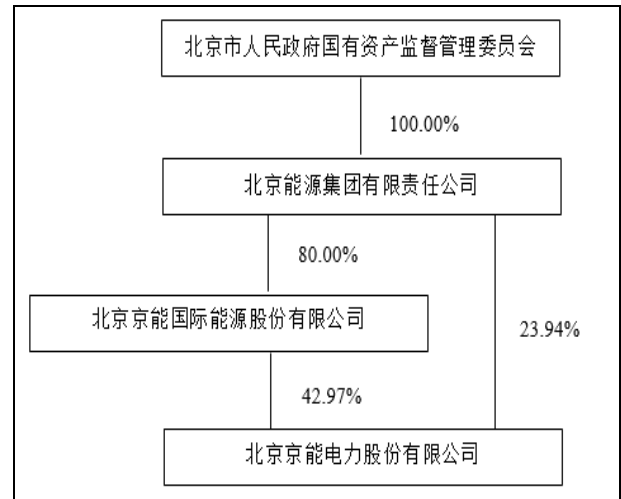 北京市人民政府国有资产监督管理委员会
100.00%
北京能源集团有限责任公司
80.00%
北京京能国际能源股份有限公司
23.94%
42.97%
北京京能电力股份有限公司